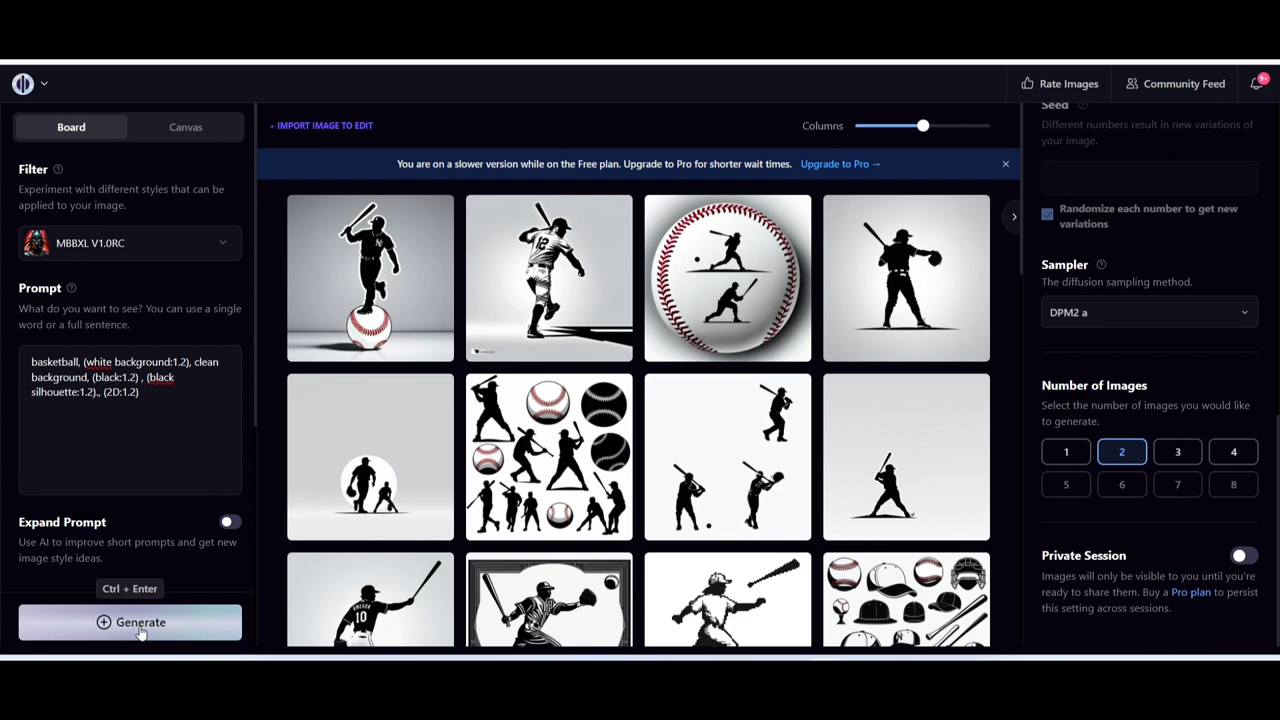 Rate Images
Community Feed
9+
Board
Canvas
+ IMPORT IMAGE TO EDIT
Columns
You are on a slower version while on the Free plan. Upgrade to Pro for shorter wait times. Upgrade to Pro →
Filter
Experiment with different styles that can be
applied to your image.
MBBXL V1.0RC
Prompt
What do you want to see? You can use a single
word or a full sentence.
basketball, (white background:1.2), clean
background, (black:1.2) , (black
silhouette:1.2)., (2D:1.2)
Expand Prompt
Use AI to improve short prompts and get new
image style ideas.
Ctrl + Enter
Generate
12
10
Seed
Different numbers result in new variations of
your image.
Randomize each number to get new
variations
Sampler
The diffusion sampling method.
DPM2 a
Number of Images
Select the number of images you would like
to generate.
1
2
3
4
5
6
7
8
Private Session
Images will only be visible to you until you're
ready to share them. Buy a Pro plan to persist
this setting across sessions.